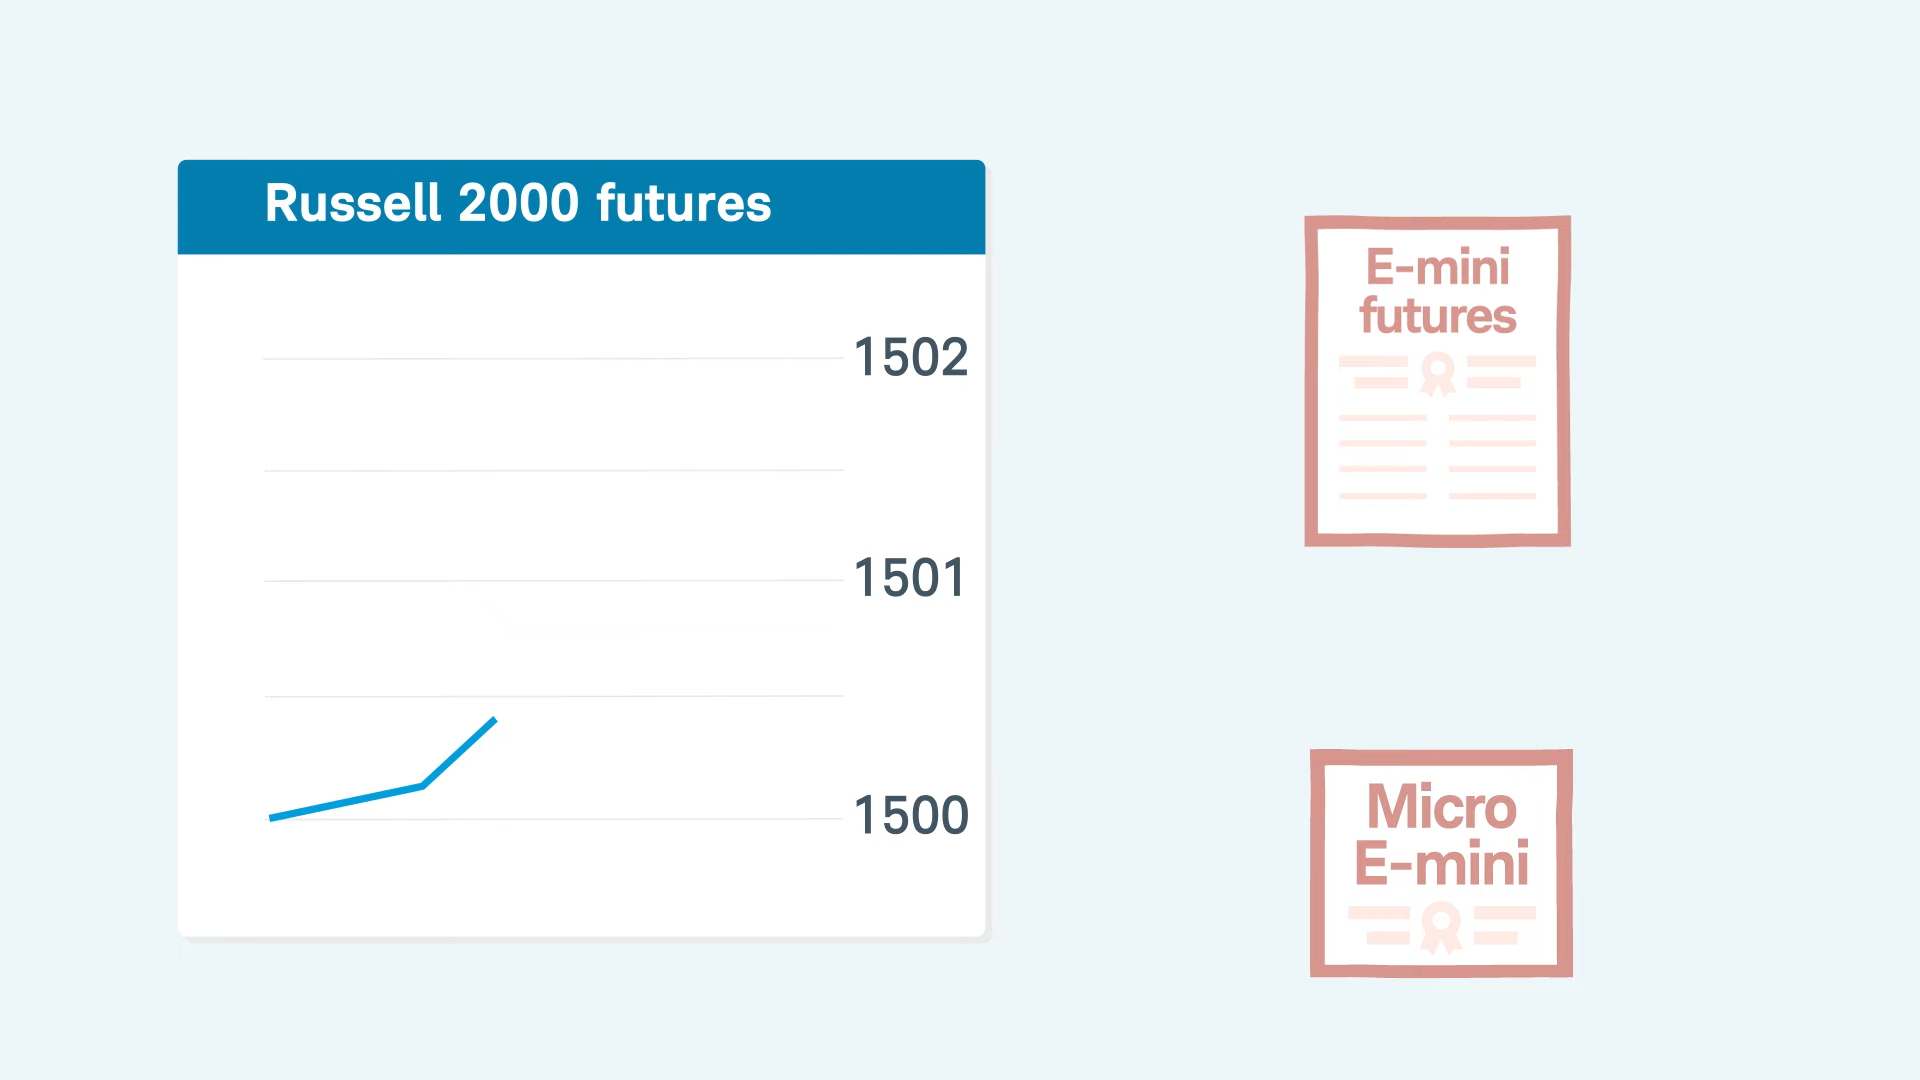 Russell 2000 futures
1502
1501
1500
E-mini
futures
Micro
E-mini